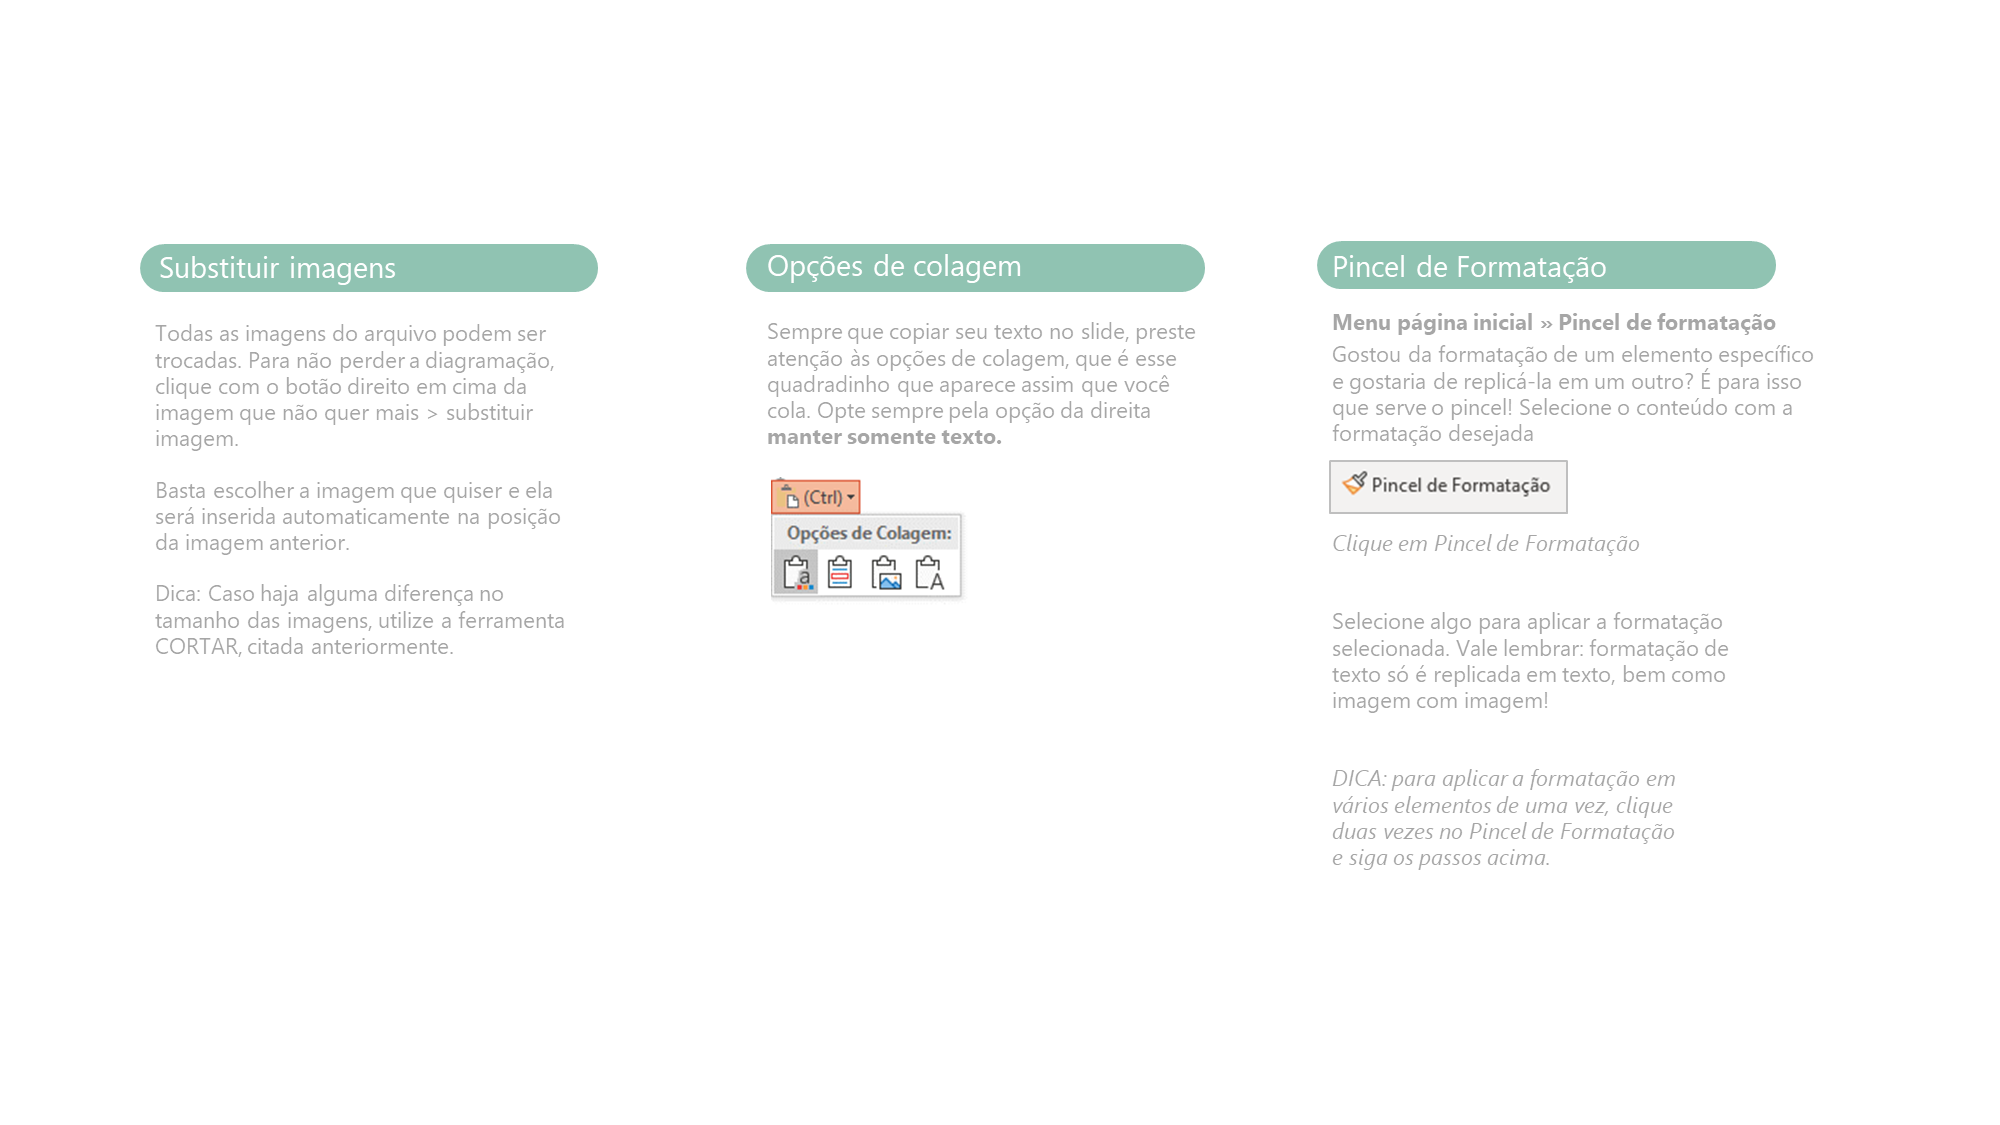 Substituir imagens
Todas as imagens do arquivo podem ser
trocadas. Para não perder a diagramação,
clique com o botão direito em cima da
imagem que não quer mais > substituir
imagem.
Basta escolher a imagem que quiser e ela
será inserida automaticamente na posição
da imagem anterior.
Dica: Caso haja alguma diferença no
tamanho das imagens, utilize a ferramenta
CORTAR, citada anteriormente.
Opções de colagem
Sempre que copiar seu texto no slide, preste
atenção às opções de colagem, que é esse
quadradinho que aparece assim que você
cola. Opte sempre pela opção da direita
manter somente texto.
(Ctrl)
Opções de Colagem:
Pincel de Formatação
Menu página inicial » Pincel de formatação
Gostou da formatação de um elemento específico
e gostaria de replicá-la em um outro? É para isso
que serve o pincel! Selecione o conteúdo com a
formatação desejada
Pincel de Formatação
Clique em Pincel de Formatação
Selecione algo para aplicar a formatação
selecionada. Vale lembrar: formatação de
texto só é replicada em texto, bem como
imagem com imagem!
DICA: para aplicar a formatação em
vários elementos de uma vez, clique
duas vezes no Pincel de Formatação
e siga os passos acima.